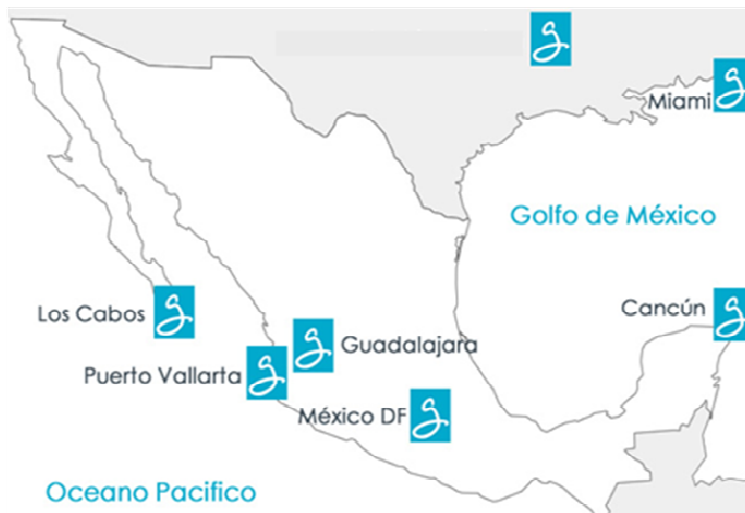 Miami
Golfo de México
Cancún
Los Cabos
Guadalajara
Puerto Vallarta
México DF
Oceano Pacifico